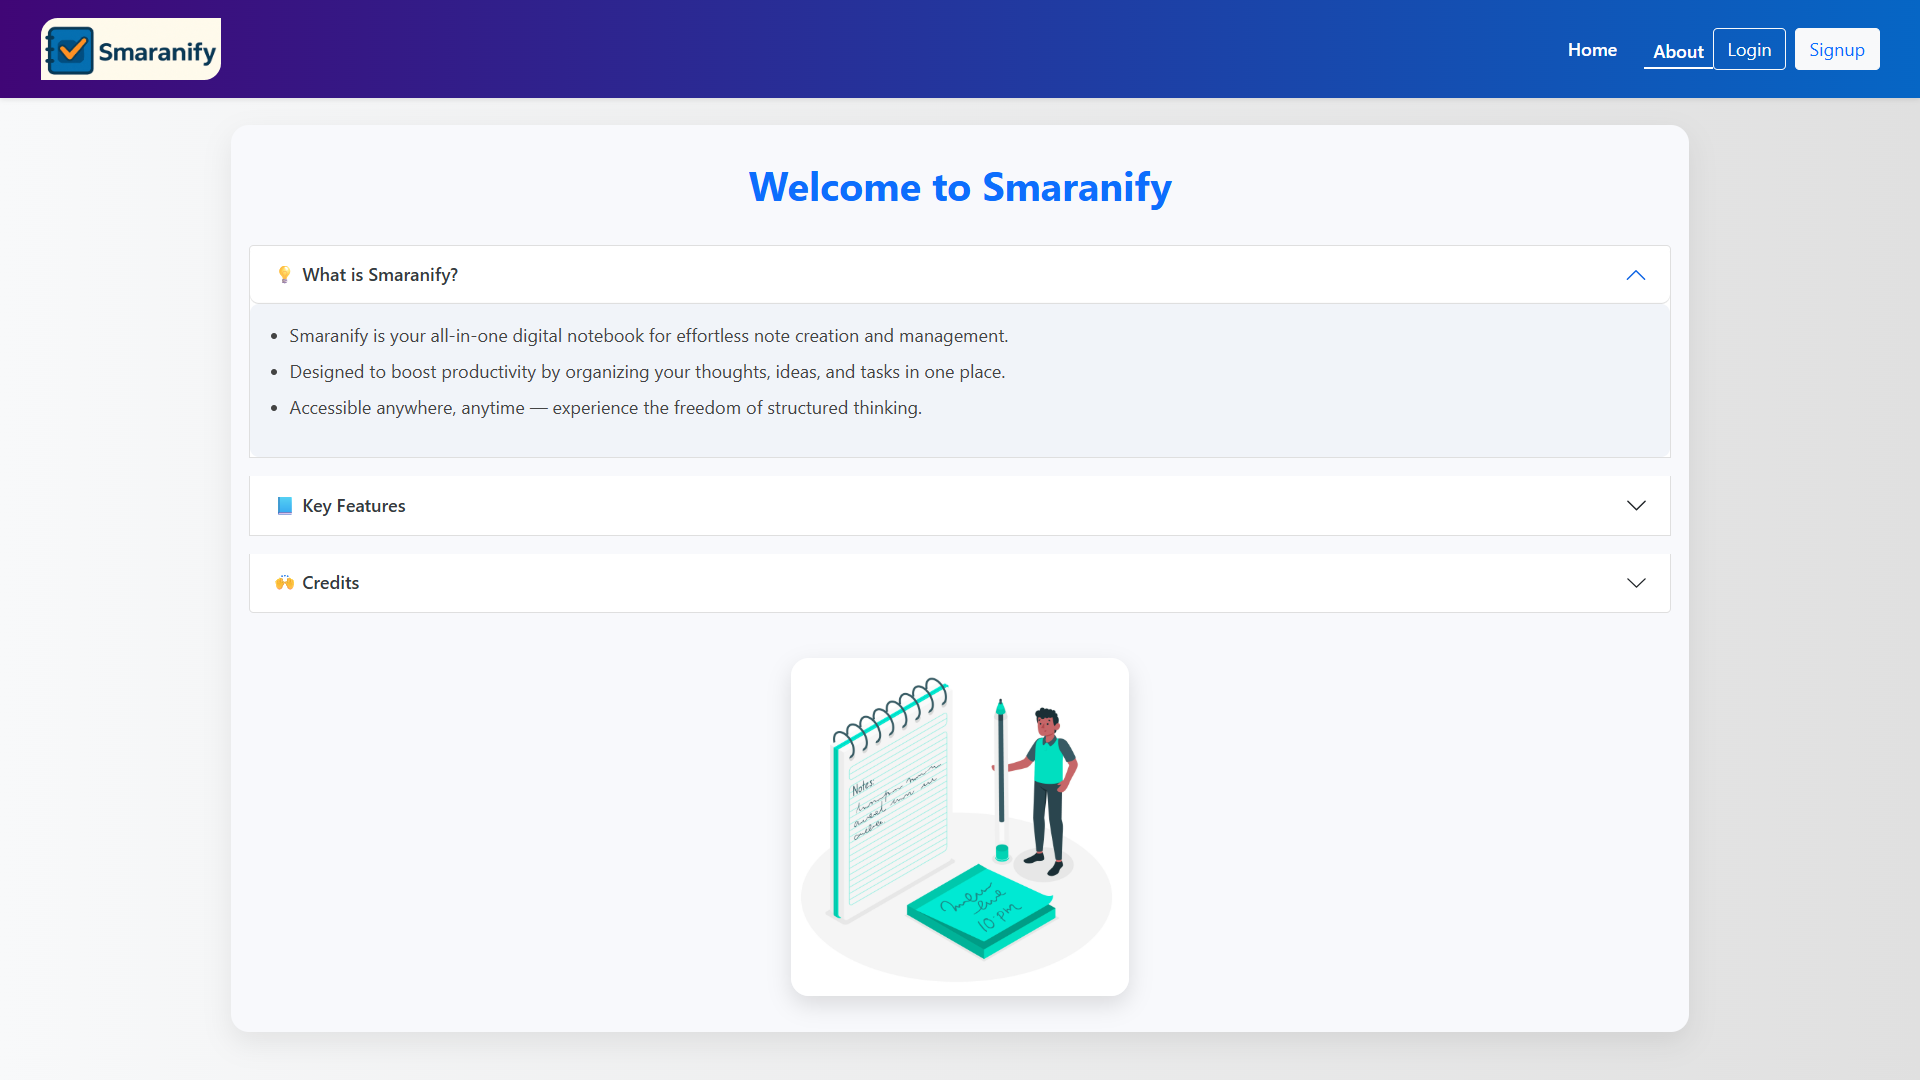 Smaranify
Home
About
Login
Signup
Welcome to Smaranify
What is Smaranify?
Smaranify is your all-in-one digital notebook for effortless note creation and management.
Designed to boost productivity by organizing your thoughts, ideas, and tasks in one place.
Accessible anywhere, anytime — experience the freedom of structured thinking.
Key Features
Credits
Notes:
10 pm